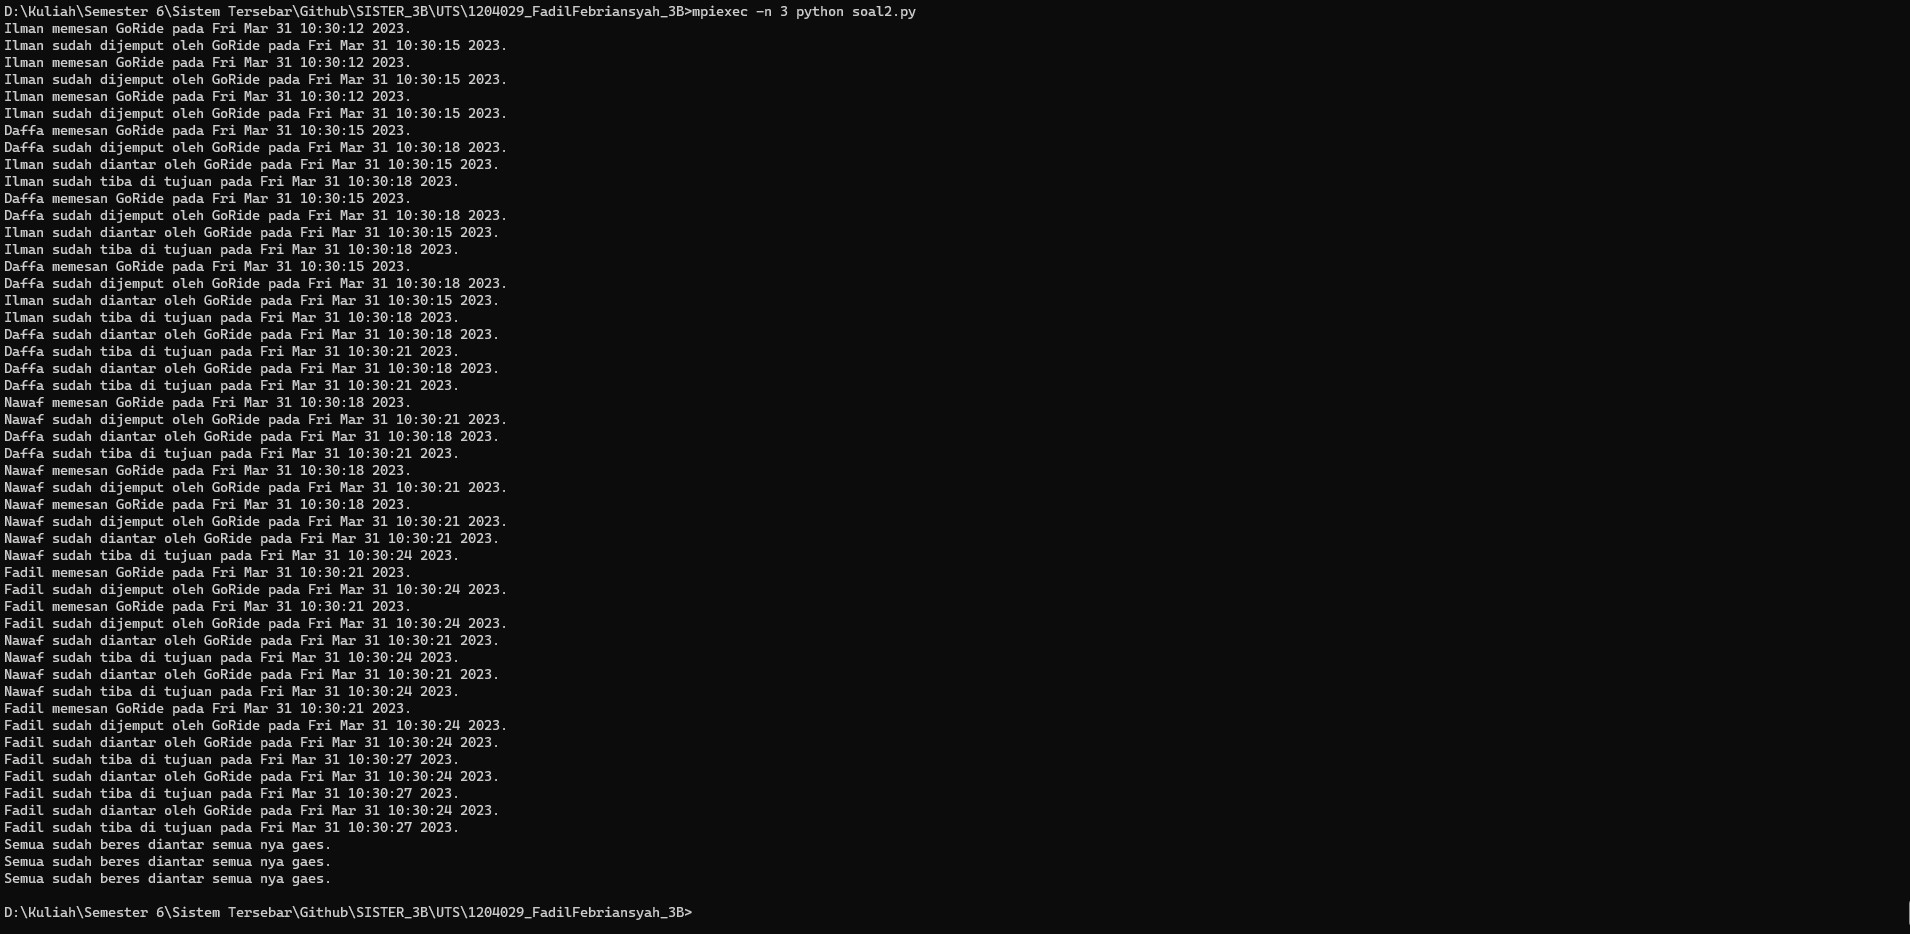 D:\Kuliah\Semester 6\Sistem Tersebar\Github\SISTER_3B\UTS\1204029_FadilFebriansyah_3B>mpiexec -n 3 python soal2.py
Ilman memesan GoRide pada Fri Mar 31 10:30:12 2023.
Ilman sudah dijemput oleh GoRide pada Fri Mar 31 10:30:15 2023.
Ilman memesan GoRide pada Fri Mar 31 10:30:12 2023.
Ilman sudah dijemput oleh GoRide pada Fri Mar 31 10:30:15 2023.
Ilman memesan GoRide pada Fri Mar 31 10:30:12 2023.
Ilman sudah dijemput oleh GoRide pada Fri Mar 31 10:30:15 2023.
Daffa memesan GoRide pada Fri Mar 31 10:30:15 2023.
Daffa sudah dijemput oleh GoRide pada Fri Mar 31 10:30:18 2023.
Ilman sudah diantar oleh GoRide pada Fri Mar 31 10:30:15 2023.
Ilman sudah tiba di tujuan pada Fri Mar 31 10:30:18 2023.
Daffa memesan GoRide pada Fri Mar 31 10:30:15 2023.
Daffa sudah dijemput oleh GoRide pada Fri Mar 31 10:30:18 2023.
Ilman sudah diantar oleh GoRide pada Fri Mar 31 10:30:15 2023.
Ilman sudah tiba di tujuan pada Fri Mar 31 10:30:18 2023.
Daffa memesan GoRide pada Fri Mar 31 10:30:15 2023.
Daffa sudah dijemput oleh GoRide pada Fri Mar 31 10:30:18 2023.
Ilman sudah diantar oleh GoRide pada Fri Mar 31 10:30:15 2023.
Ilman sudah tiba di tujuan pada Fri Mar 31 10:30:18 2023.
Daffa sudah diantar oleh GoRide pada Fri Mar 31 10:30:18 2023.
Daffa sudah tiba di tujuan pada Fri Mar 31 10:30:21 2023.
Daffa sudah diantar oleh GoRide pada Fri Mar 31 10:30:18 2023.
Daffa sudah tiba di tujuan pada Fri Mar 31 10:30:21 2023.
Nawaf memesan GoRide pada Fri Mar 31 10:30:18 2023.
Nawaf sudah dijemput oleh GoRide pada Fri Mar 31 10:30:21 2023.
Daffa sudah diantar oleh GoRide pada Fri Mar 31 10:30:18 2023.
Daffa sudah tiba di tujuan pada Fri Mar 31 10:30:21 2023.
Nawaf memesan GoRide pada Fri Mar 31 10:30:18 2023.
Nawaf sudah dijemput oleh GoRide pada Fri Mar 31 10:30:21 2023.
Nawaf memesan GoRide pada Fri Mar 31 10:30:18 2023.
Nawaf sudah dijemput oleh GoRide pada Fri Mar 31 10:30:21 2023.
Nawaf sudah diantar oleh GoRide pada Fri Mar 31 10:30:21 2023.
Nawaf sudah tiba di tujuan pada Fri Mar 31 10:30:24 2023.
Fadil memesan GoRide pada Fri Mar 31 10:30:21 2023.
Fadil sudah dijemput oleh GoRide pada Fri Mar 31 10:30:24 2023.
Fadil memesan GoRide pada Fri Mar 31 10:30:21 2023.
Fadil sudah dijemput oleh GoRide pada Fri Mar 31 10:30:24 2023.
Nawaf sudah diantar oleh GoRide pada Fri Mar 31 10:30:21 2023.
Nawaf sudah tiba di tujuan pada Fri Mar 31 10:30:24 2023.
Nawaf sudah diantar oleh GoRide pada Fri Mar 31 10:30:21 2023.
Nawaf sudah tiba di tujuan pada Fri Mar 31 10:30:24 2023.
Fadil memesan GoRide pada Fri Mar 31 10:30:21 2023.
Fadil sudah dijemput oleh GoRide pada Fri Mar 31 10:30:24 2023.
Fadil sudah diantar oleh GoRide pada Fri Mar 31 10:30:24 2023.
Fadil sudah tiba di tujuan pada Fri Mar 31 10:30:27 2023.
Fadil sudah diantar oleh GoRide pada Fri Mar 31 10:30:24 2023.
Fadil sudah tiba di tujuan pada Fri Mar 31 10:30:27 2023.
Fadil sudah diantar oleh GoRide pada Fri Mar 31 10:30:24 2023.
Fadil sudah tiba di tujuan pada Fri Mar 31 10:30:27 2023.
Semua sudah beres diantar semua nya gaes.
Semua sudah beres diantar semua nya gaes.
Semua sudah beres diantar semua nya gaes.
D:\Kuliah\Semester 6\Sistem Tersebar\Github\SISTER_3B\UTS\1204029_FadilFebriansyah_3B>